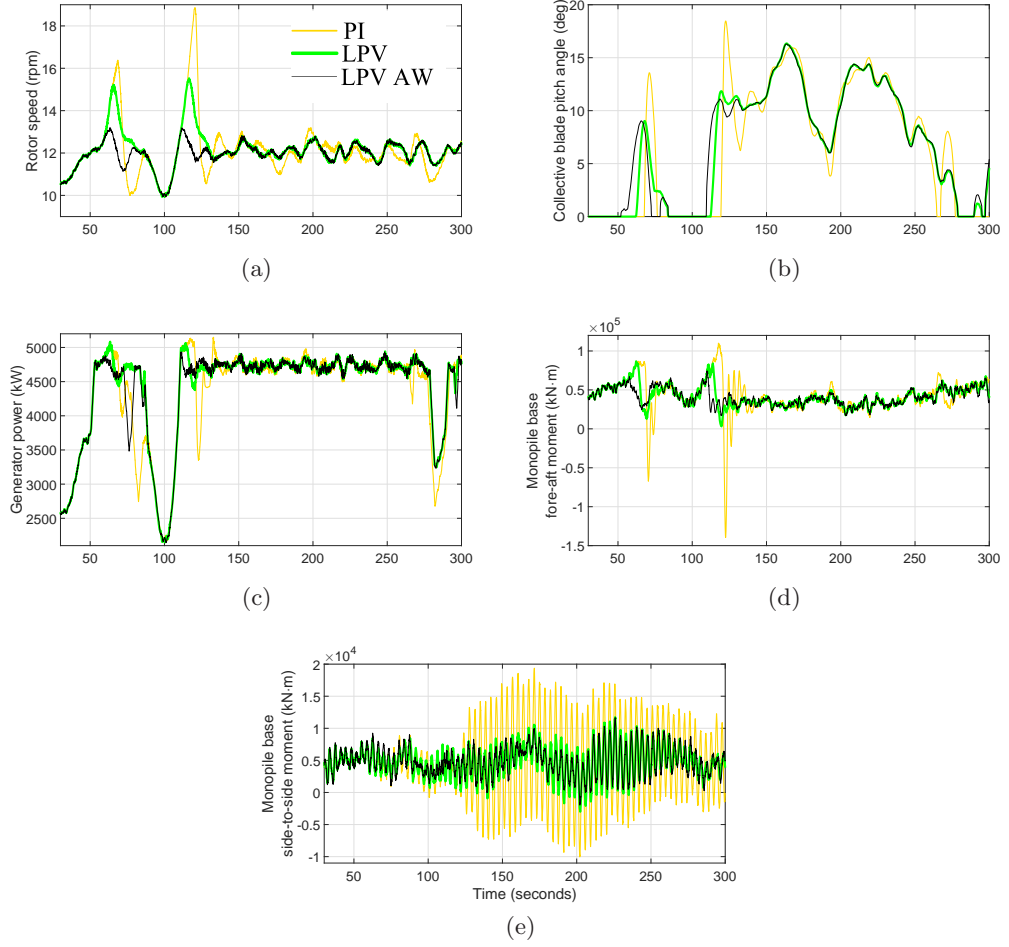 18
16
14
12
10
Rotor speed (rpm)
PI
LPV
LPV AW
50 100 150 200 250 300
(a)
20
15
10
5
0
Collective blade pitch angle (deg)
50 100 150 200 250 300
(b)
5000
4500
4000
3500
3000
2500
Generator power (kW)
50 100 150 200 250 300
(c)
×10⁵
1
0.5
0
-0.5
-1
-1.5
Monopile base
fore-aft moment (kN·m)
50 100 150 200 250 300
(d)
×10⁴
2
1.5
1
0.5
0
-0.5
-1
Monopile base
side-to-side moment (kN·m)
50 100 150 200 250 300
Time (seconds)
(e)